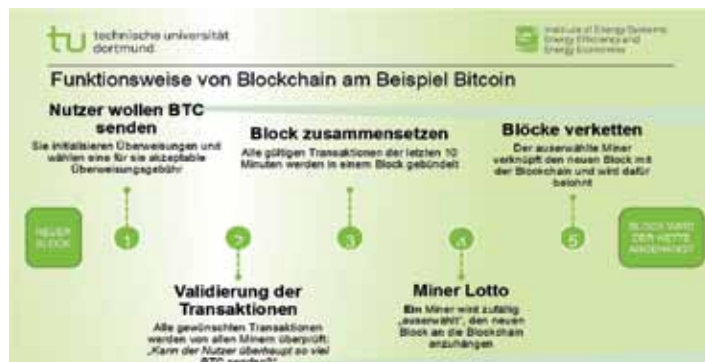 technische universität
dortmund
Institute of Energy Systems,
Energy Efficiency and
Energy Economics
Funktionsweise von Blockchain am Beispiel Bitcoin
Nutzer wollen BTC
senden
Sie initialisieren Überweisungen und
wählen eine für sie akzeptable
Überweisungsgebühr
Block zusammensetzen
Alle gültigen Transaktionen der letzten 10
Minuten werden in einem Block gebündelt
Blöcke verketten
Der auserwählte Miner
verknüpft den neuen Block mit
der Blockchain und wird dafür
belohnt
NEUER
BLOCK
1
2
3
4
5
BLOCK WIRD
DER KETTE
ANGEHÄNGT
Validierung der
Transaktionen
Alle gewünschten Transaktionen
werden von allen Minern überprüft:
„Kann der Nutzer überhaupt so viel
BTC senden?“
Miner Lotto
Ein Miner wird zufällig
„auserwählt“, den neuen
Block an die Blockchain
anzuhängen